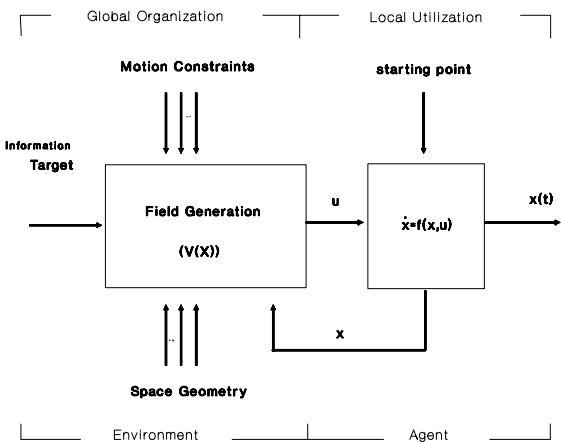 Global Organization
Local Utilization
Motion Constraints
starting point
Information
Target
Field Generation
(V(X))
u
ẋ=f(x,u)
x(t)
x
Space Geometry
Environment
Agent